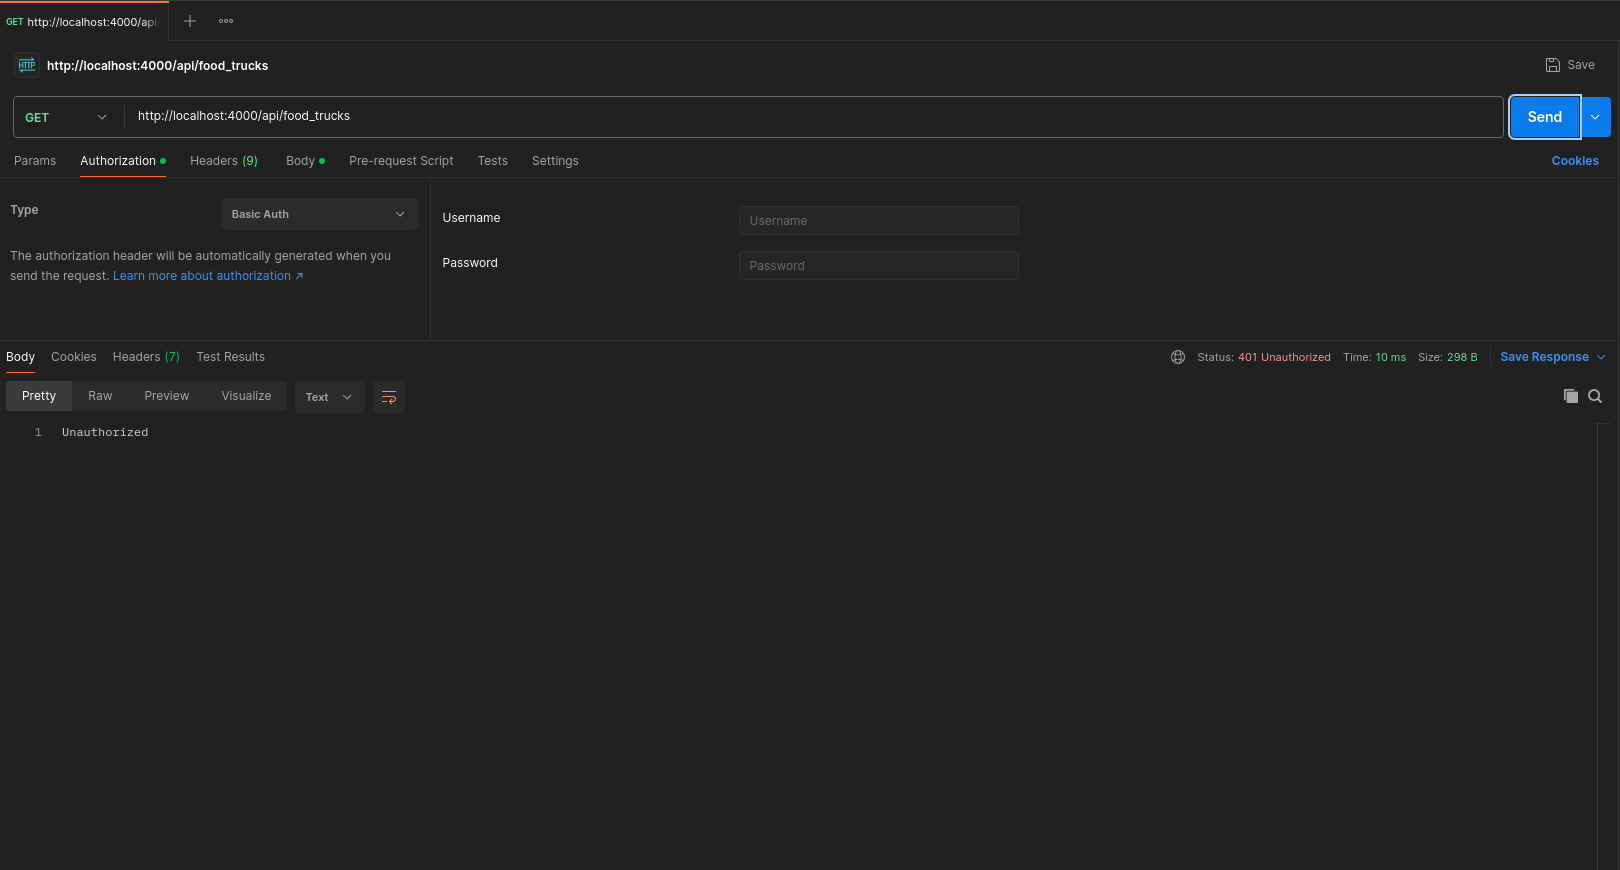 GET http://localhost:4000/api/
HTTP http://localhost:4000/api/food_trucks
Save
GET http://localhost:4000/api/food_trucks
Send
Params Authorization Headers (9) Body Pre-request Script Tests Settings Cookies
Type Basic Auth
The authorization header will be automatically generated when you
send the request. Learn more about authorization ↗
Username Username
Password Password
Body Cookies Headers (7) Test Results Status: 401 Unauthorized Time: 10 ms Size: 298 B Save Response
Pretty Raw Preview Visualize Text
1 Unauthorized